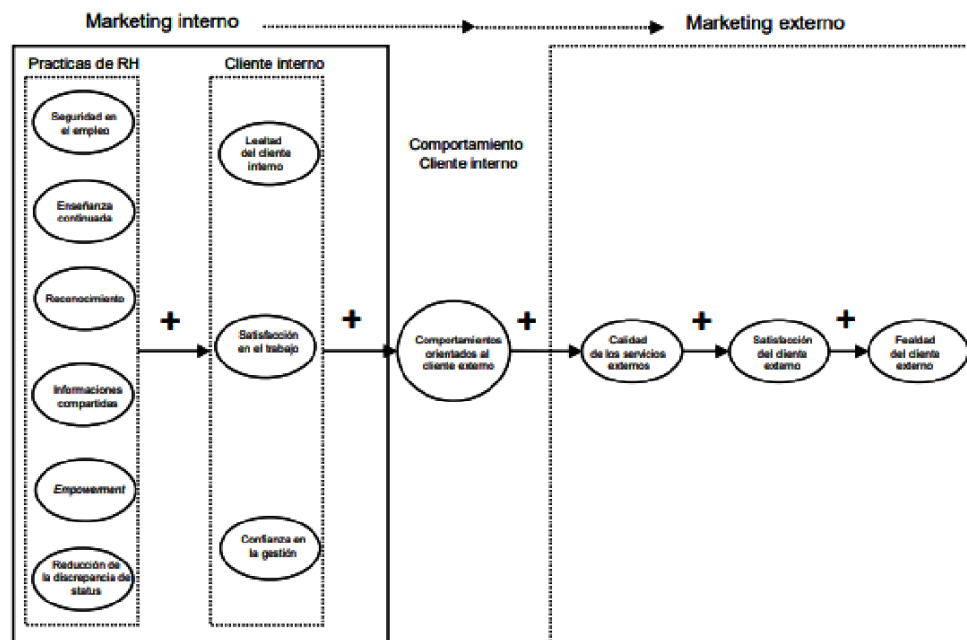 Marketing interno
Marketing externo
Practicas de RH
Cliente interno
Seguridad en
el empleo
Enseñanza
continuada
Reconocimiento
Informaciones
compartidas
Empowerment
Reducción de
la discrepancia de
status
Lealtad
del cliente
interno
Satisfacción
en el trabajo
Confianza en
la gestión
Comportamiento
Cliente interno
Comportamientos
orientados al
cliente externo
Calidad
de los servicios
externos
Satisfacción
del cliente
externo
Fealdad
del cliente
externo
+
+
+
+
+